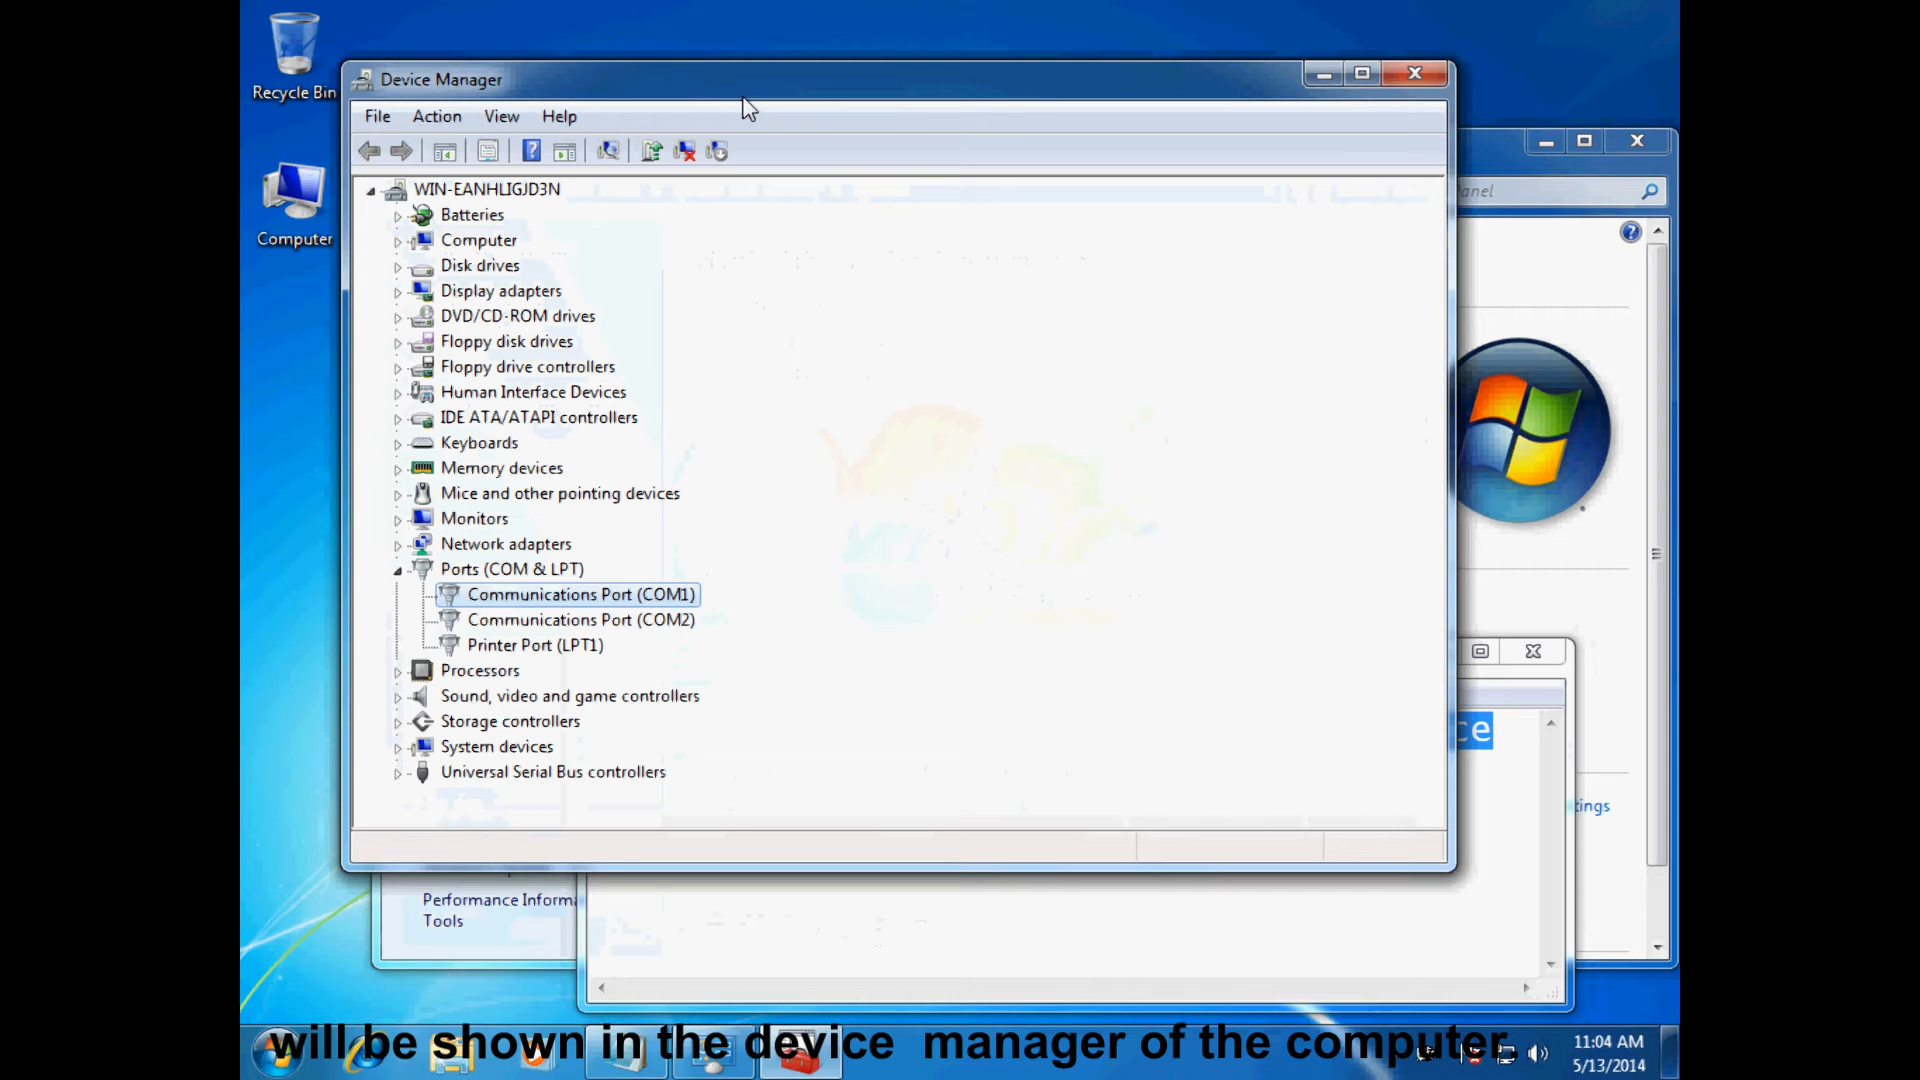 Recycle Bin
Computer
Device Manager
File Action View Help
WIN-EANHLIGJD3N
Batteries
Computer
Disk drives
Display adapters
DVD/CD-ROM drives
Floppy disk drives
Floppy drive controllers
Human Interface Devices
IDE ATA/ATAPI controllers
Keyboards
Memory devices
Mice and other pointing devices
Monitors
Network adapters
Ports (COM & LPT)
Communications Port (COM1)
Communications Port (COM2)
Printer Port (LPT1)
Processors
Sound, video and game controllers
Storage controllers
System devices
Universal Serial Bus controllers
Panel
ce
tings
Performance Informa
Tools
will be shown in the device manager of the computer.
11:04 AM
5/13/2014